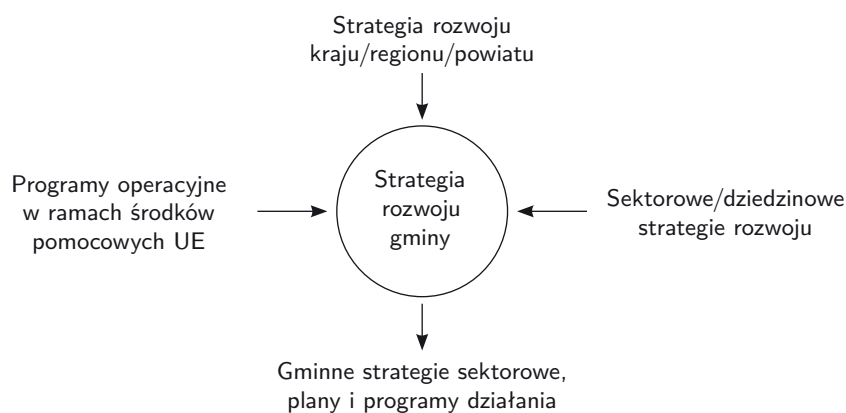 Strategia rozwoju
kraju/regionu/powiatu
Programy operacyjne
w ramach środków
pomocowych UE
Strategia
rozwoju
gminy
Sektorowe/dziedzinowe
strategie rozwoju
Gminne strategie sektorowe,
plany i programy działania